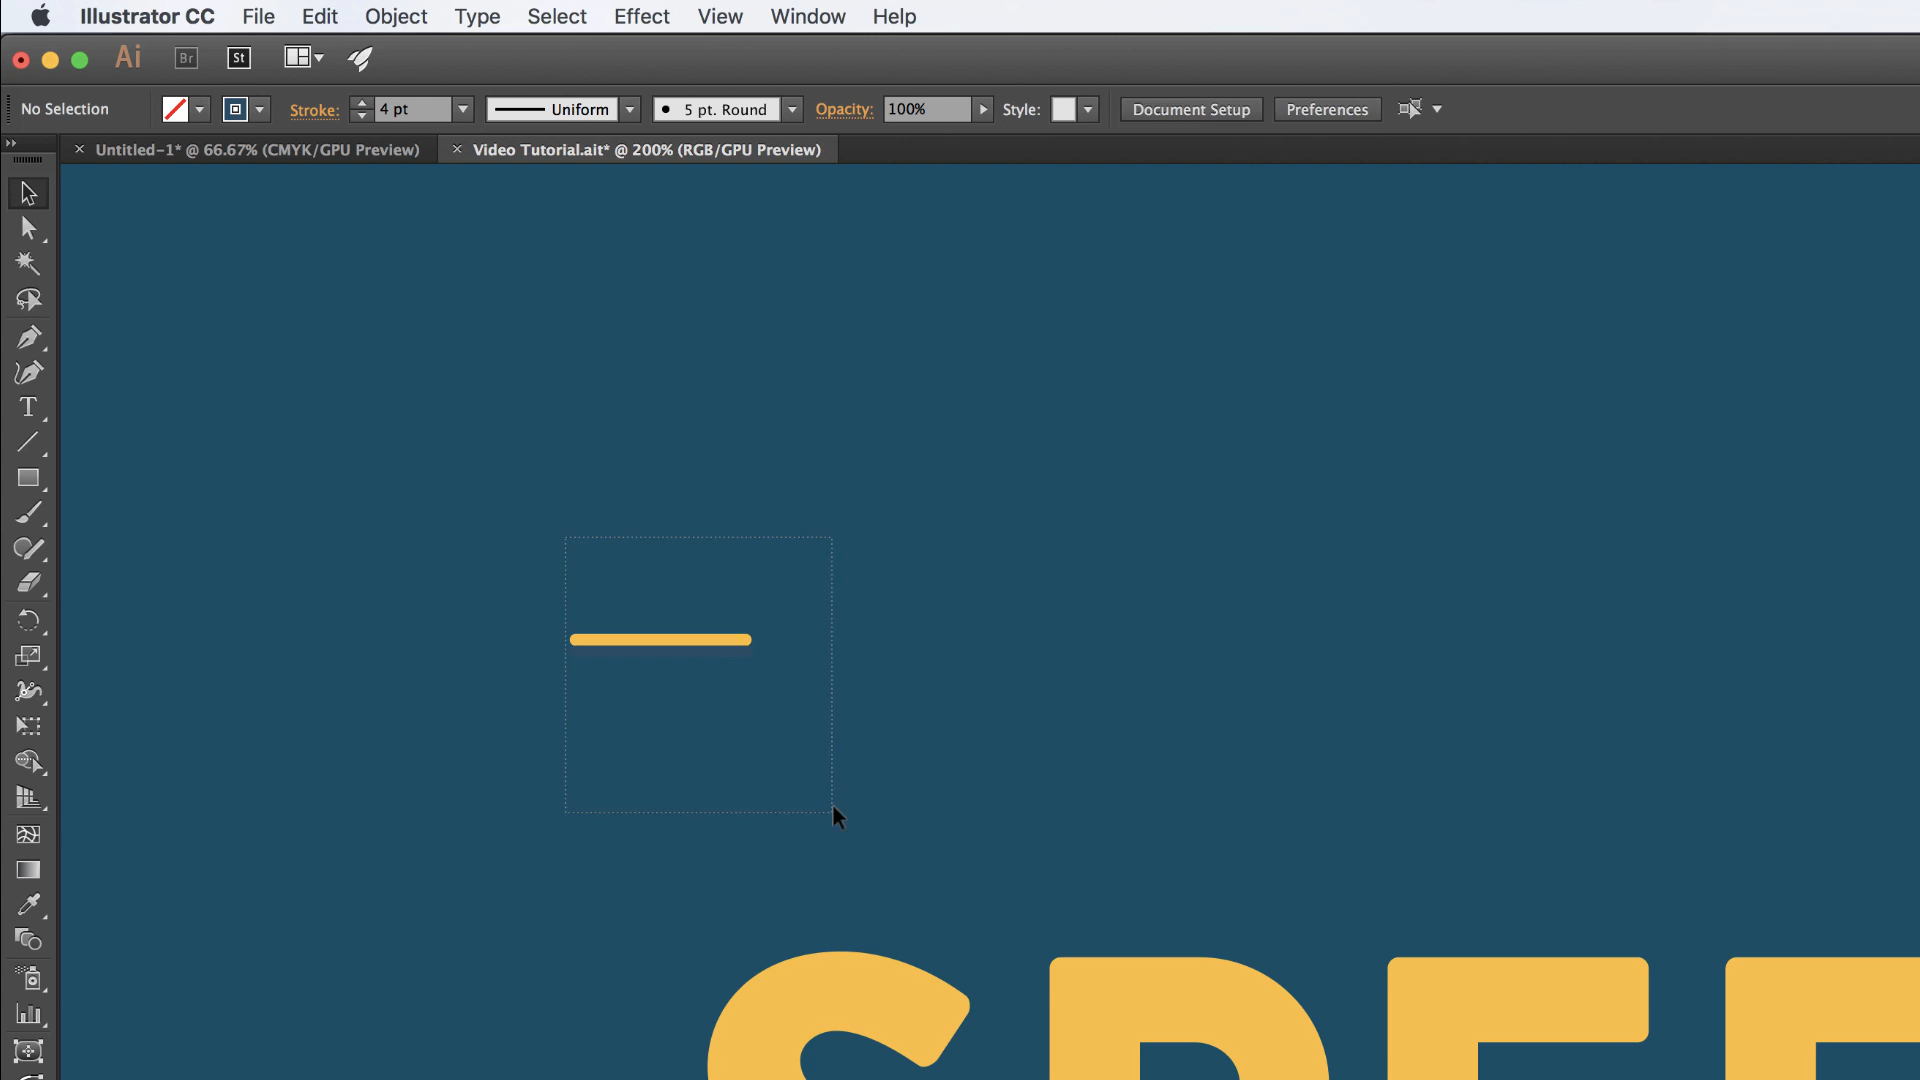 Illustrator CC File Edit Object Type Select Effect View Window Help
Ai Br St
No Selection Stroke: 4 pt Uniform 5 pt. Round Opacity: 100% Style: Document Setup Preferences
Untitled-1* @ 66.67% (CMYK/GPU Preview) Video Tutorial.ait* @ 200% (RGB/GPU Preview)